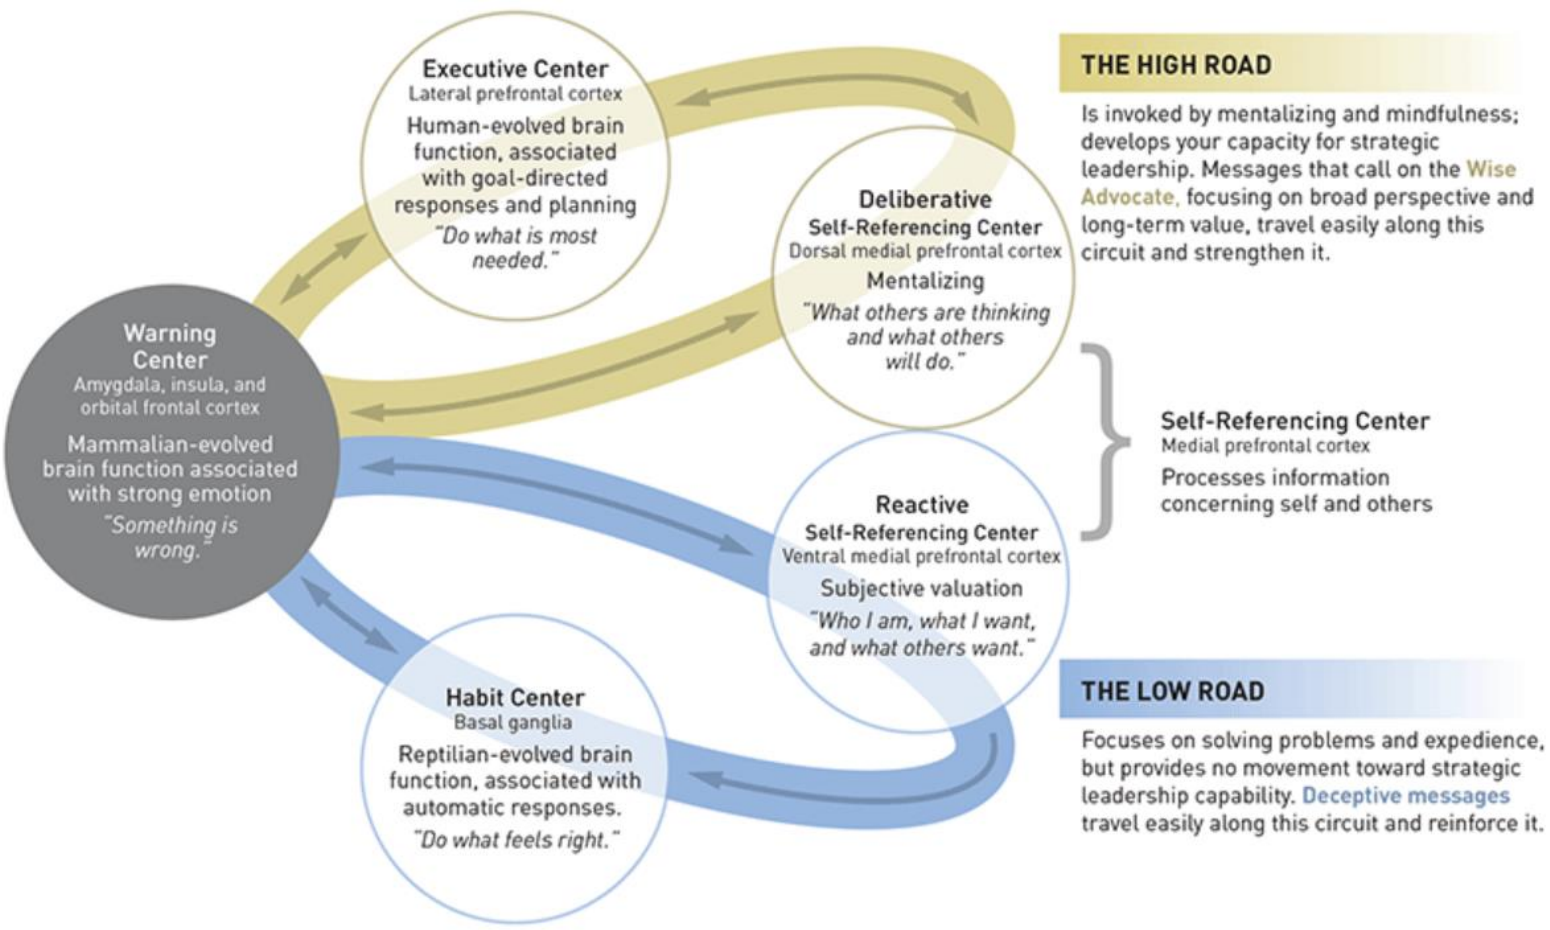 Executive Center
Lateral prefrontal cortex
Human-evolved brain
function, associated
with goal-directed
responses and planning
"Do what is most
needed."
THE HIGH ROAD
Is invoked by mentalizing and mindfulness;
develops your capacity for strategic
leadership. Messages that call on the Wise
Advocate, focusing on broad perspective and
long-term value, travel easily along this
circuit and strengthen it.
Deliberative
Self-Referencing Center
Dorsal medial prefrontal cortex
Mentalizing
"What others are thinking
and what others
will do."
Warning
Center
Amygdala, insula, and
orbital frontal cortex
Mammalian-evolved
brain function associated
with strong emotion
"Something is
wrong."
Self-Referencing Center
Medial prefrontal cortex
Processes information
concerning self and others
Reactive
Self-Referencing Center
Ventral medial prefrontal cortex
Subjective valuation
"Who I am, what I want,
and what others want."
Habit Center
Basal ganglia
Reptilian-evolved brain
function, associated with
automatic responses.
"Do what feels right."
THE LOW ROAD
Focuses on solving problems and expedience,
but provides no movement toward strategic
leadership capability. Deceptive messages
travel easily along this circuit and reinforce it.